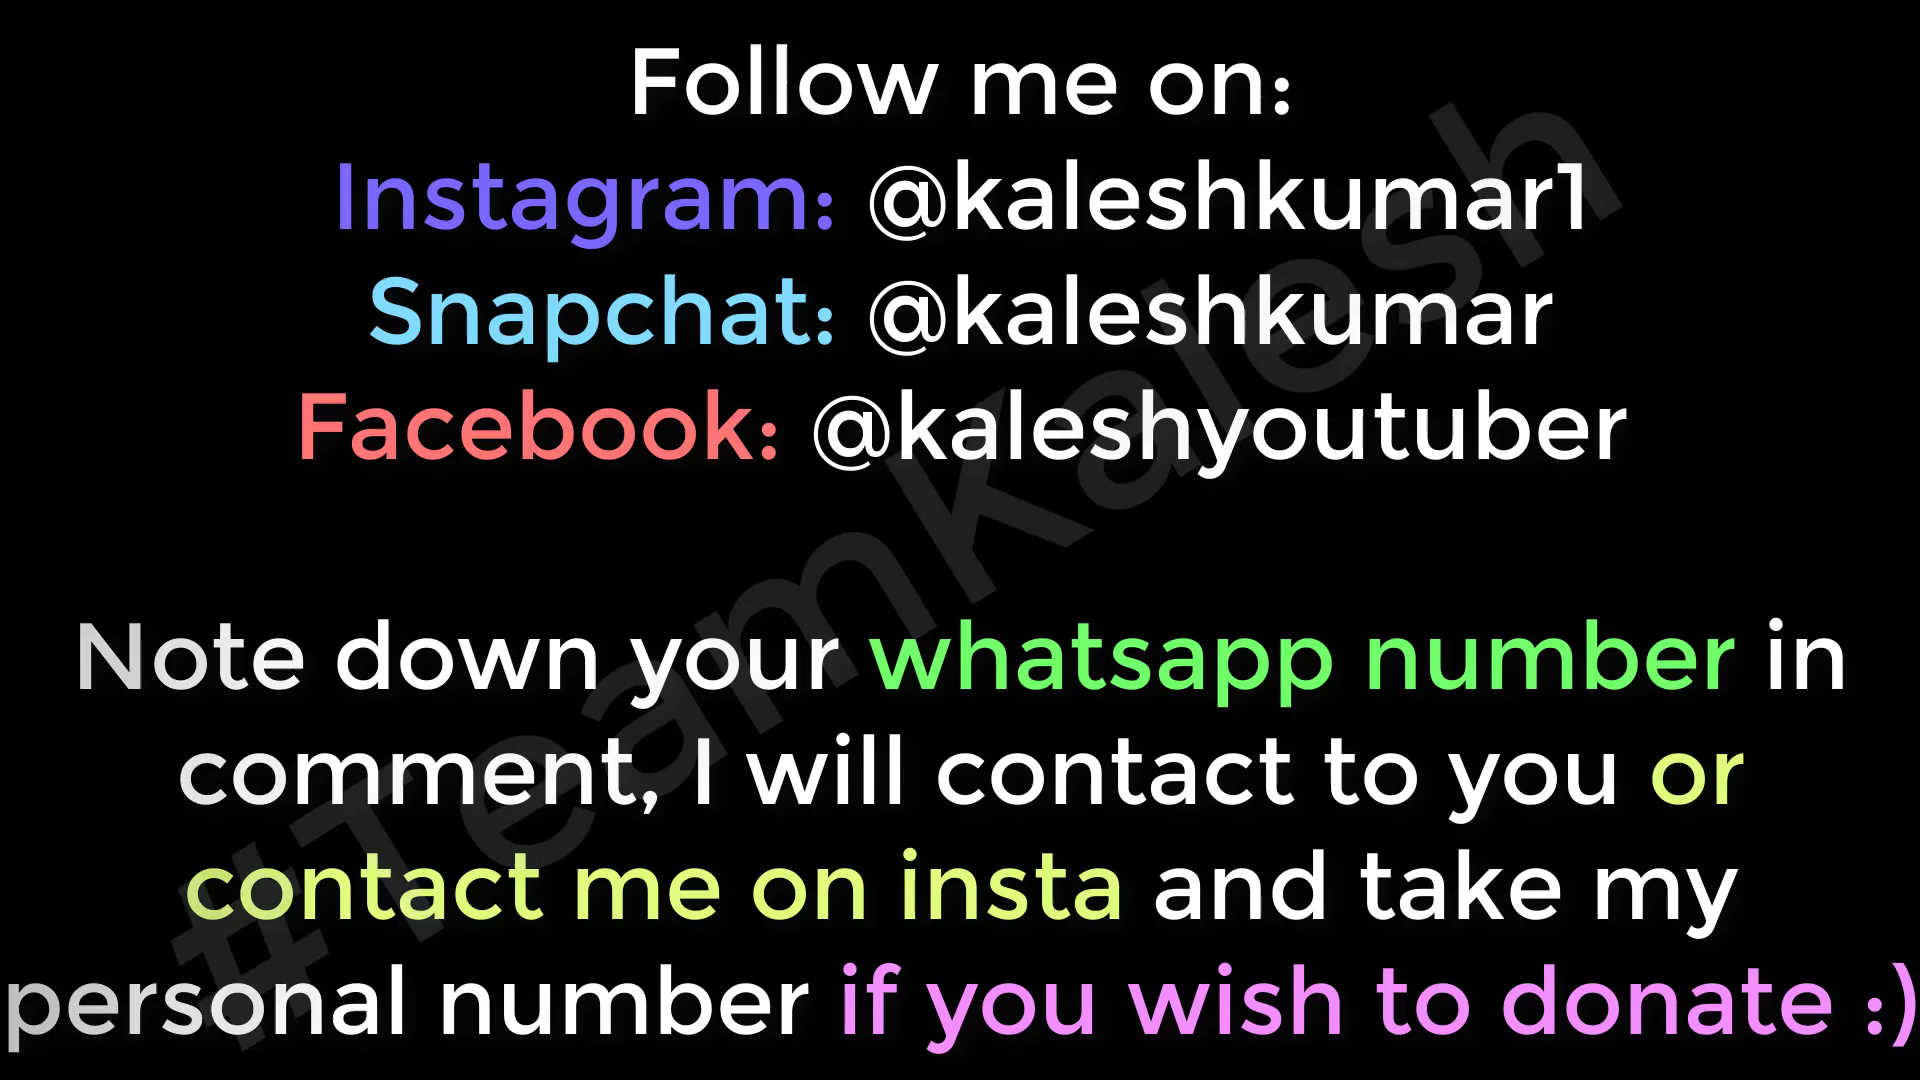 Follow me on:
Instagram: @kaleshkumar1
Snapchat: @kaleshkumar
Facebook: @kaleshyoutuber
Note down your whatsapp number in
comment, I will contact to you or
contact me on insta and take my
personal number if you wish to donate :)
#TeamKalesh